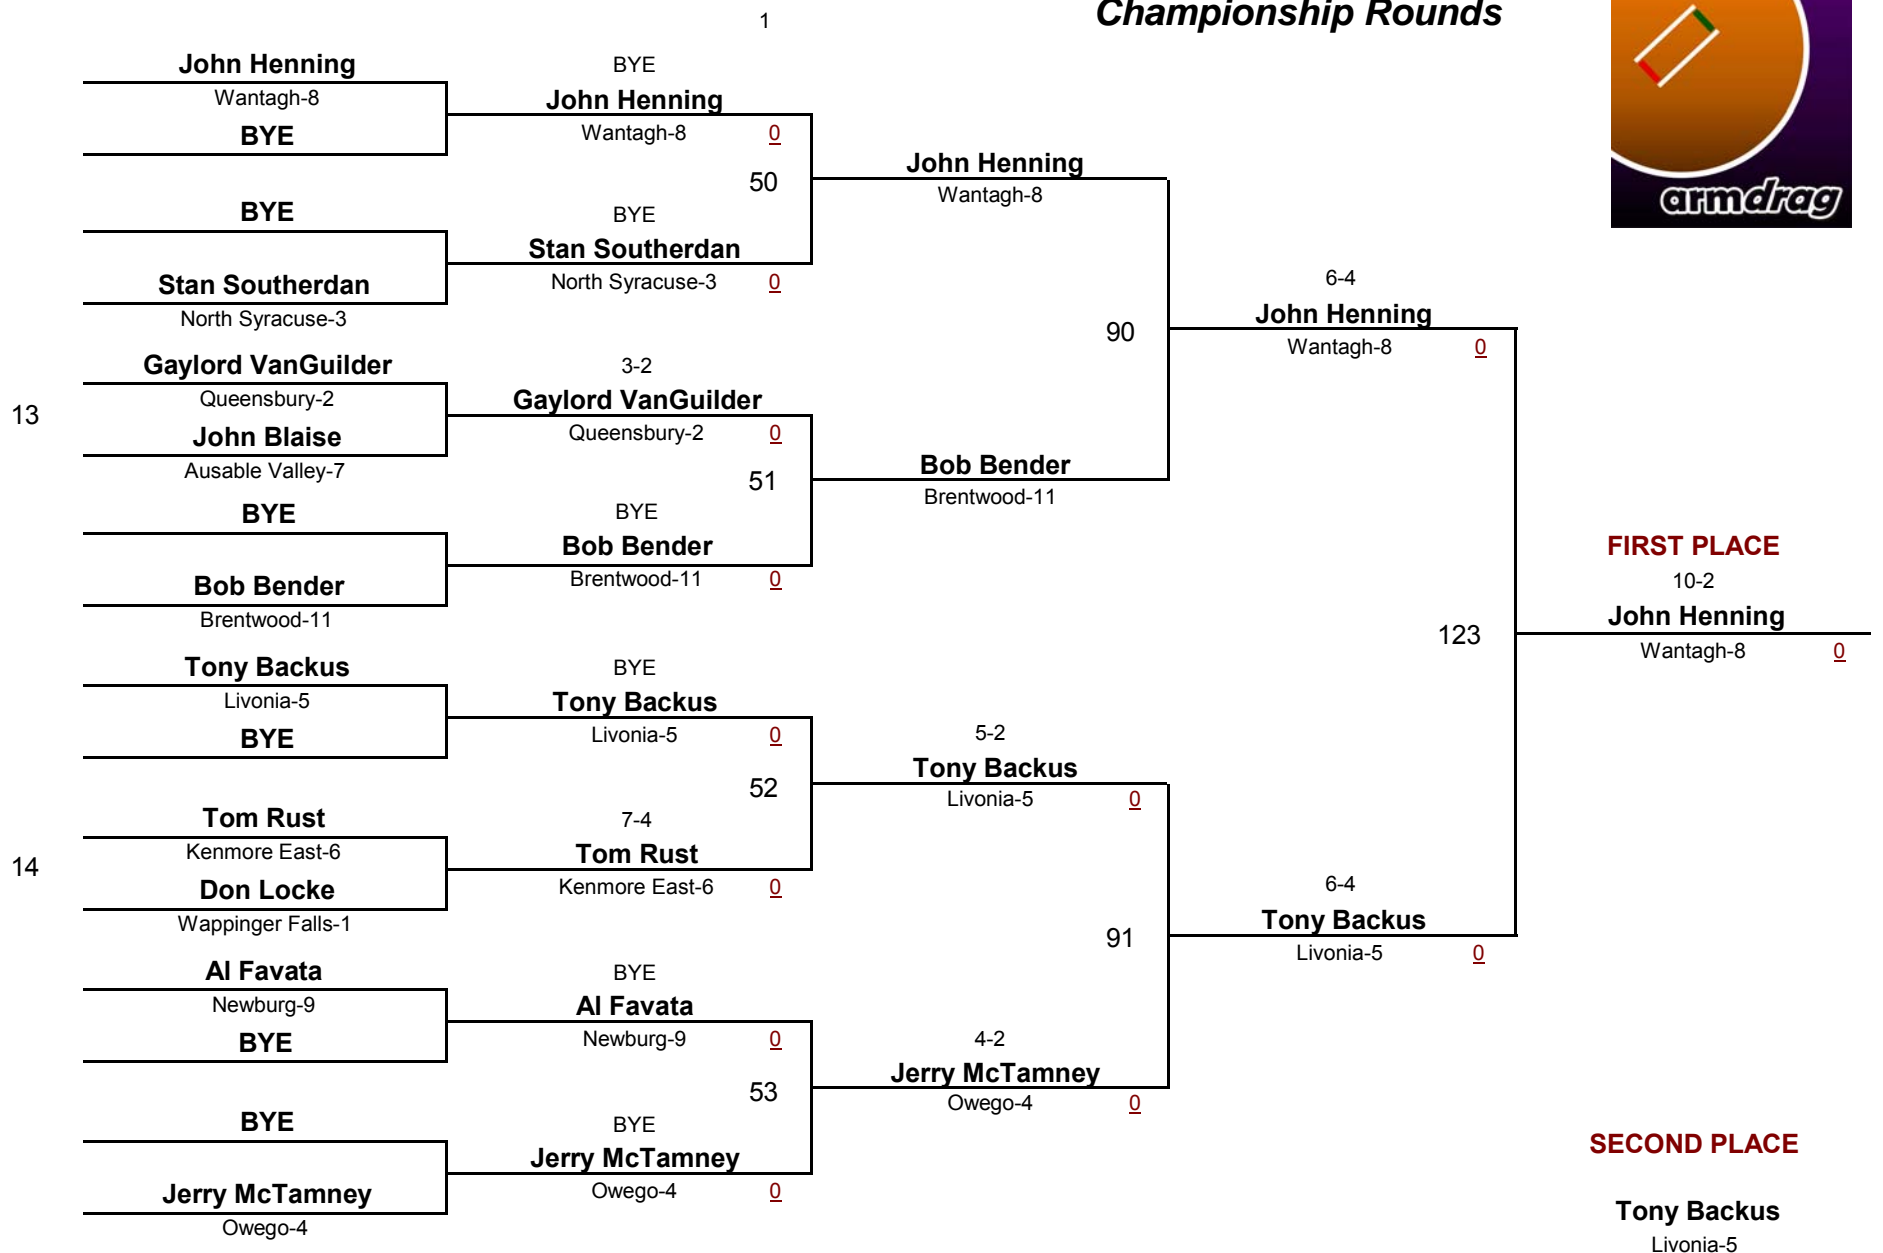 Championship Rounds
1
armdrag
John Henning
Wantagh-8
BYE
BYE
Stan Southerdan
North Syracuse-3
13
Gaylord VanGuilder
Queensbury-2
John Blaise
Ausable Valley-7
BYE
Bob Bender
Brentwood-11
Tony Backus
Livonia-5
BYE
14
Tom Rust
Kenmore East-6
Don Locke
Wappinger Falls-1
Al Favata
Newburg-9
BYE
BYE
Jerry McTamney
Owego-4
BYE
John Henning
Wantagh-8 0
50
BYE
Stan Southerdan
North Syracuse-3 0
3-2
Gaylord VanGuilder
Queensbury-2 0
51
BYE
Bob Bender
Brentwood-11 0
BYE
Tony Backus
Livonia-5 0
52
7-4
Tom Rust
Kenmore East-6 0
BYE
Al Favata
Newburg-9 0
53
BYE
Jerry McTamney
Owego-4 0
John Henning
Wantagh-8
90
Bob Bender
Brentwood-11
5-2
Tony Backus
Livonia-5 0
91
4-2
Jerry McTamney
Owego-4 0
6-4
John Henning
Wantagh-8 0
123
6-4
Tony Backus
Livonia-5 0
FIRST PLACE
10-2
John Henning
Wantagh-8 0
SECOND PLACE
Tony Backus
Livonia-5